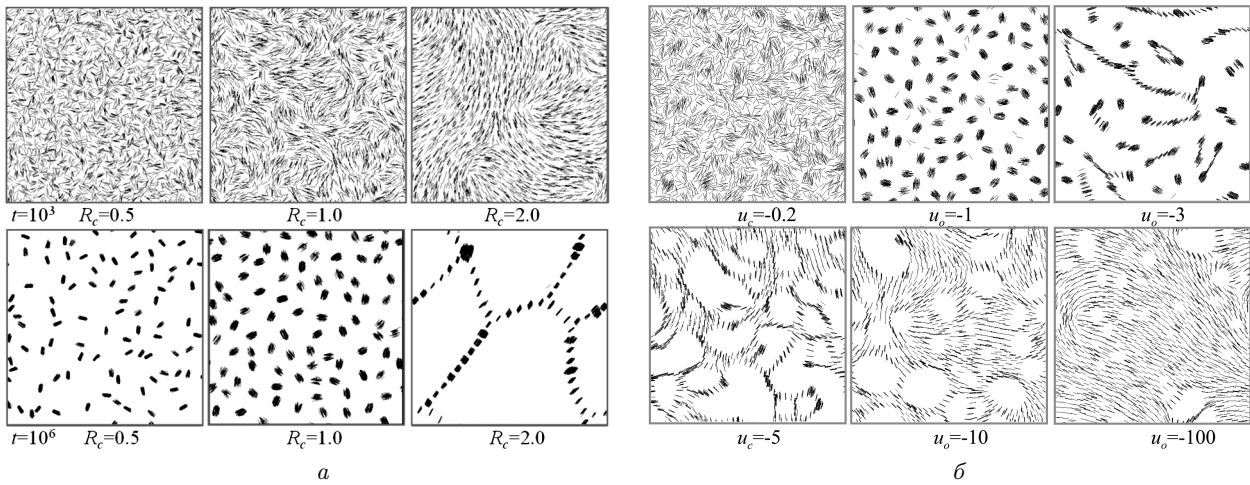 t=10³ R_c=0.5 R_c=1.0 R_c=2.0
u_c=-0.2 u_o=-1 u_o=-3
t=10⁶ R_c=0.5 R_c=1.0 R_c=2.0
u_c=-5 u_o=-10 u_o=-100
а б